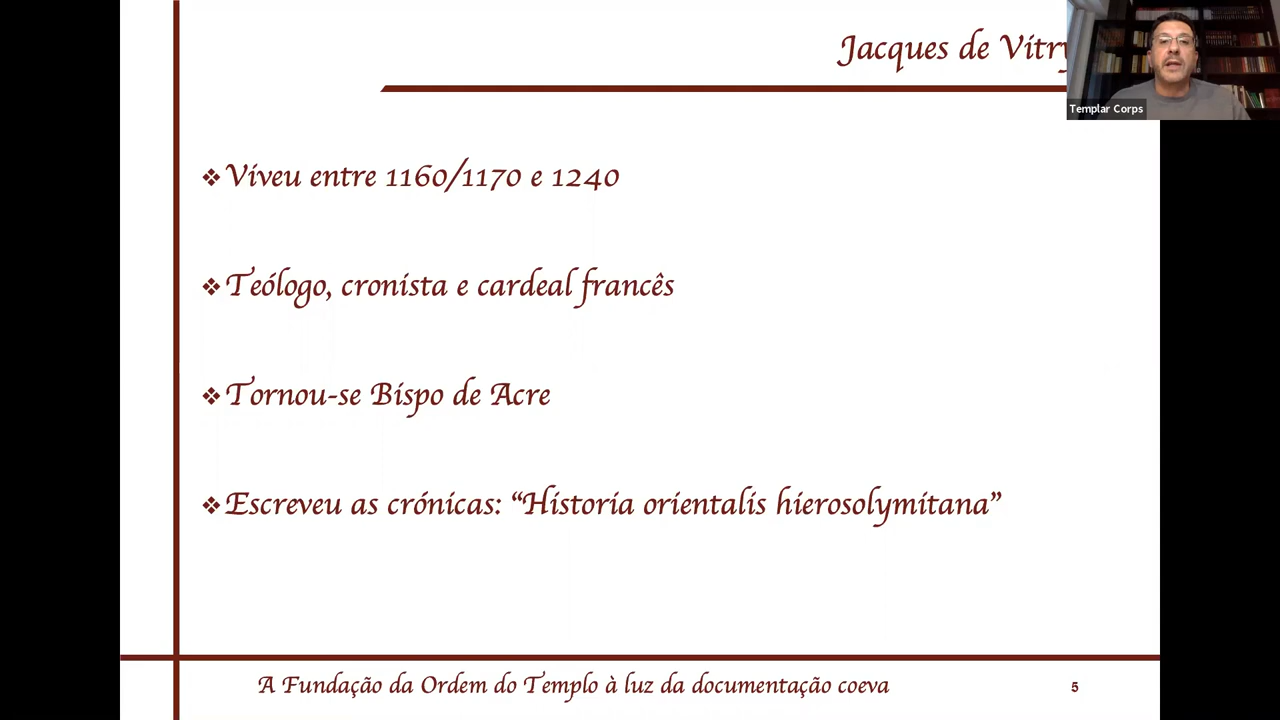 Jacques de Vitry
Templar Corps
❖ Viveu entre 1160/1170 e 1240
❖ Teólogo, cronista e cardeal francês
❖ Tornou-se Bispo de Acre
❖ Escreveu as crónicas: “Historia orientalis hierosolymitana”
A Fundação da Ordem do Templo à luz da documentação coeva
5